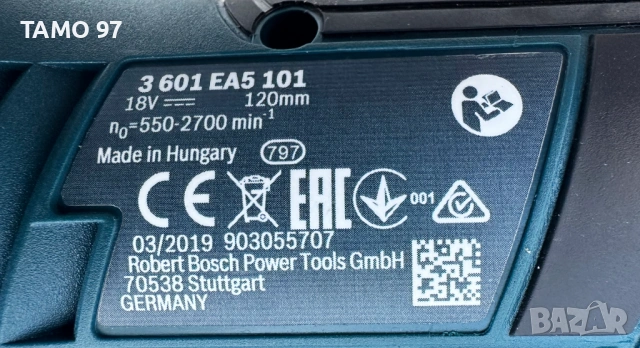 TAMO 97
3 601 EA5 101
18V ⎓ 120mm
n₀=550-2700 min⁻¹
Made in Hungary 797
CE EAC 001
03/2019 903055707
Robert Bosch Power Tools GmbH
70538 Stuttgart
GERMANY
BAZAR